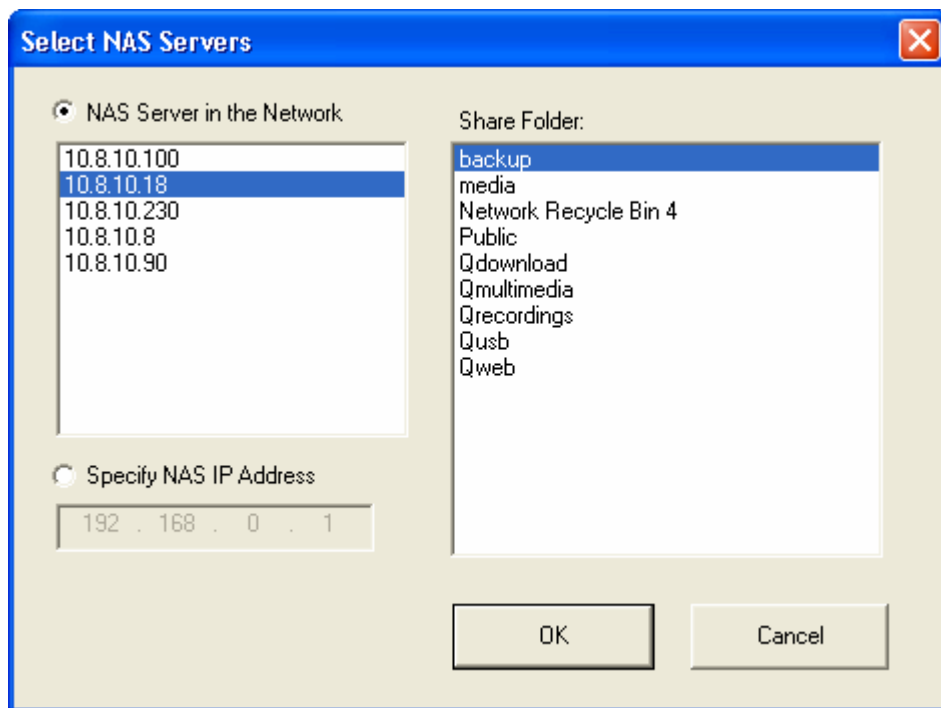 Select NAS Servers
NAS Server in the Network
10.8.10.100
10.8.10.18
10.8.10.230
10.8.10.8
10.8.10.90
Specify NAS IP Address
192 . 168 . 0 . 1
Share Folder:
backup
media
Network Recycle Bin 4
Public
Qdownload
Qmultimedia
Qrecordings
Qusb
Qweb
OK
Cancel